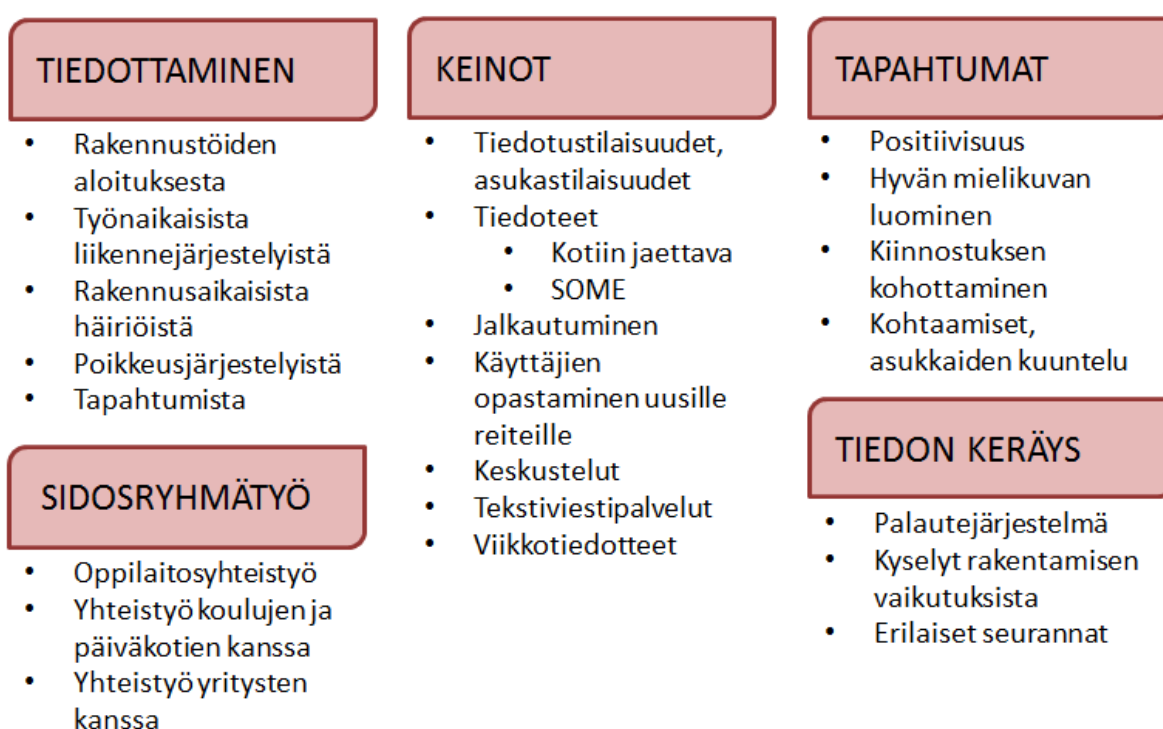 TIEDOTTAMINEN
• Rakennustöiden
aloituksesta
• Työnaikaisista
liikennejärjestelyistä
• Rakennusaikaisista
häiriöistä
• Poikkeusjärjestelyistä
• Tapahtumista
SIDOSRYHMÄTYÖ
• Oppilaitosyhteistyö
• Yhteistyö koulujen ja
päiväkotien kanssa
• Yhteistyö yritysten
kanssa
KEINOT
• Tiedotustilaisuudet,
asukastilaisuudet
• Tiedoteet
• Kotiin jaettava
• SOME
• Jalkautuminen
• Käyttäjien
opastaminen uusille
reiteille
• Keskustelut
• Tekstiviestipalvelut
• Viikkotiedotteet
TAPAHTUMAT
• Positiivisuus
• Hyvän mielikuvan
luominen
• Kiinnostuksen
kohottaminen
• Kohtaamiset,
asukkaiden kuuntelu
TIEDON KERÄYS
• Palautejärjestelmä
• Kyselyt rakentamisen
vaikutuksista
• Erilaiset seurannat